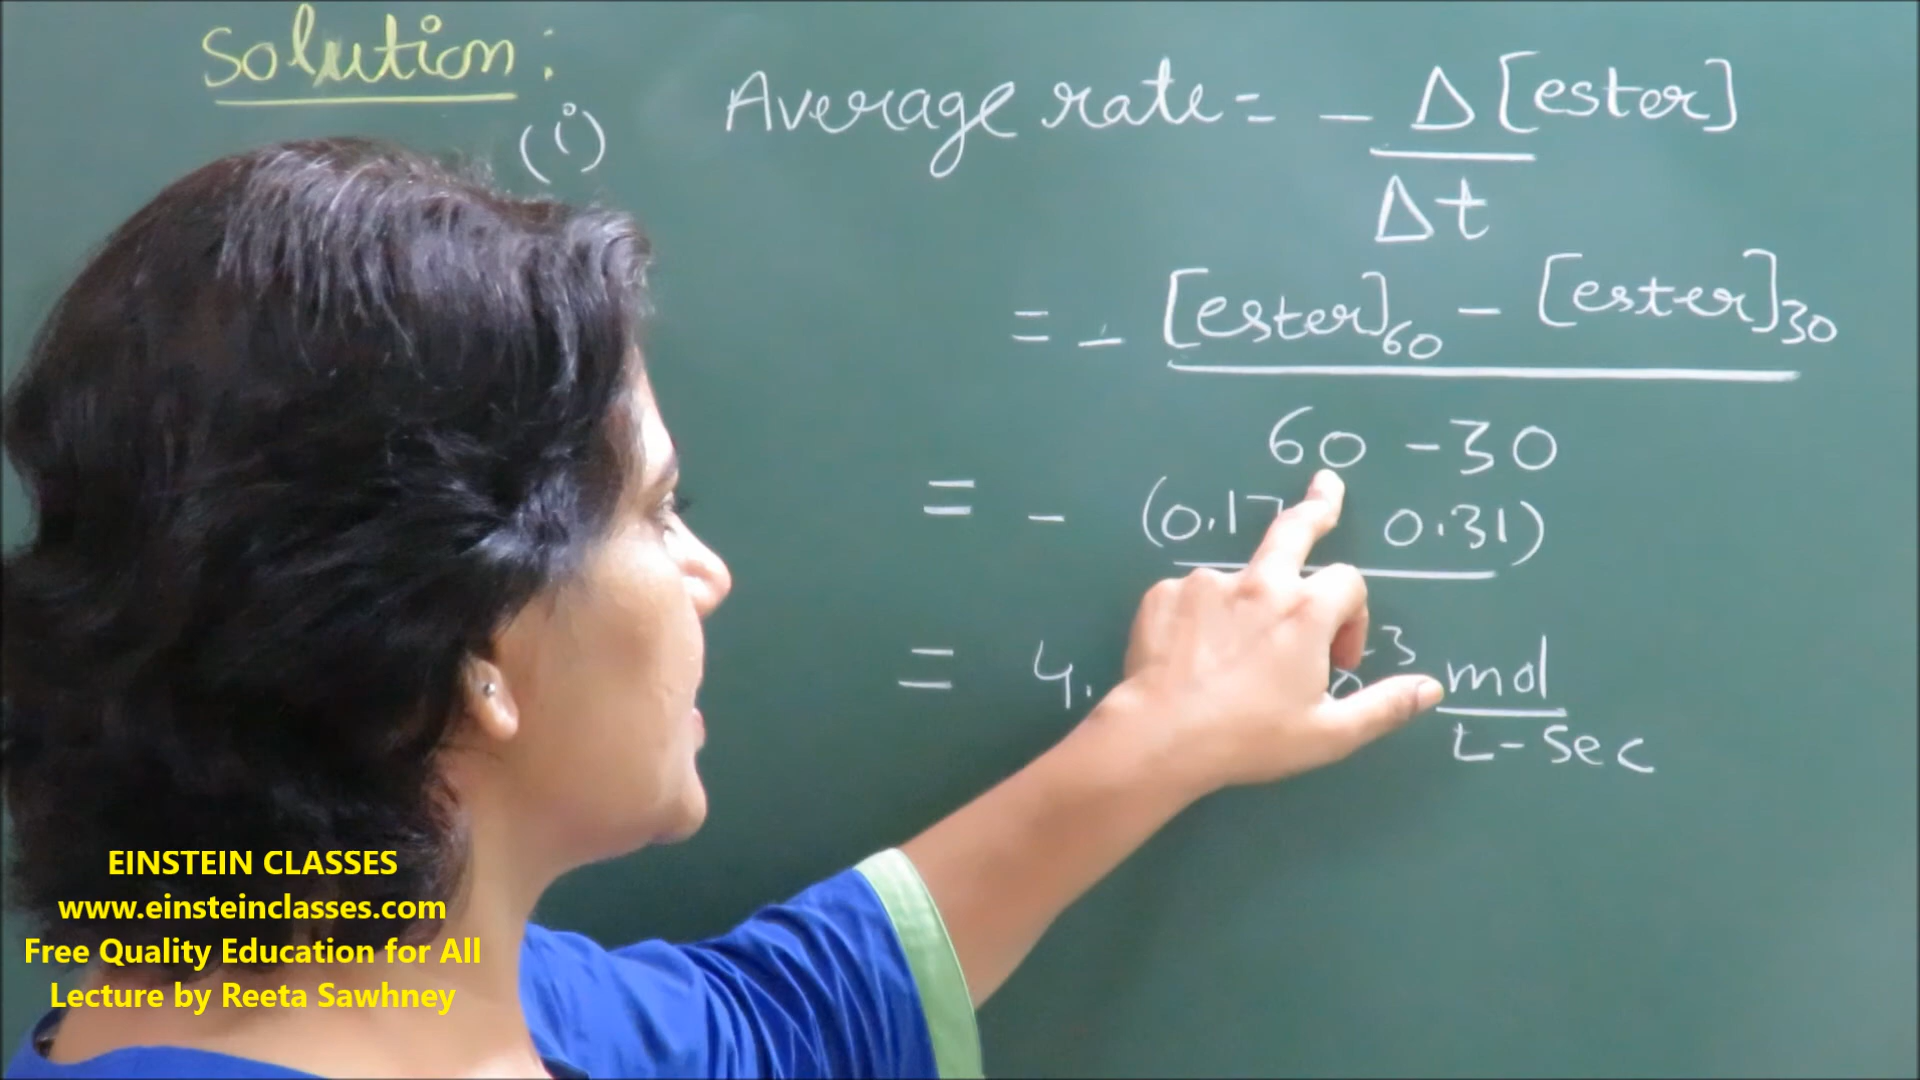 Solution:
(i) Average rate = - Δ[ester]
Δt
= - [ester]60 - [ester]30
60 - 30
= - (0.17 0.31)
= 4. -3 mol
L-Sec
EINSTEIN CLASSES
www.einsteinclasses.com
Free Quality Education for All
Lecture by Reeta Sawhney